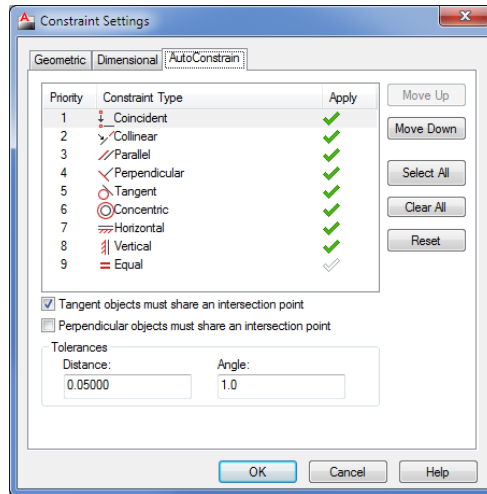 Constraint Settings
Geometric Dimensional AutoConstrain
Priority Constraint Type Apply
1 Coincident
2 Collinear
3 Parallel
4 Perpendicular
5 Tangent
6 Concentric
7 Horizontal
8 Vertical
9 Equal
Move Up
Move Down
Select All
Clear All
Reset
Tangent objects must share an intersection point
Perpendicular objects must share an intersection point
Tolerances
Distance: Angle:
0.05000 1.0
OK Cancel Help